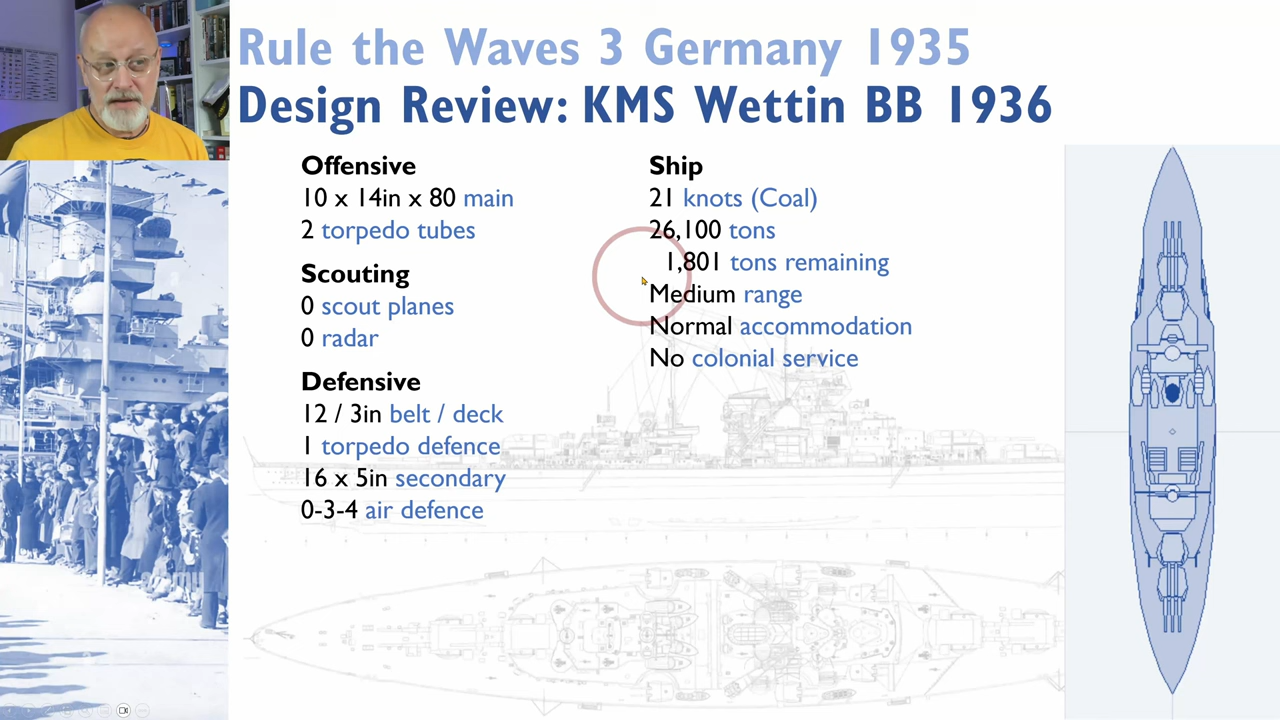 Rule the Waves 3 Germany 1935
Design Review: KMS Wettin BB 1936
Offensive
10 x 14in x 80 main
2 torpedo tubes
Scouting
0 scout planes
0 radar
Defensive
12 / 3in belt / deck
1 torpedo defence
16 x 5in secondary
0-3-4 air defence
Ship
21 knots (Coal)
26,100 tons
1,801 tons remaining
Medium range
Normal accommodation
No colonial service